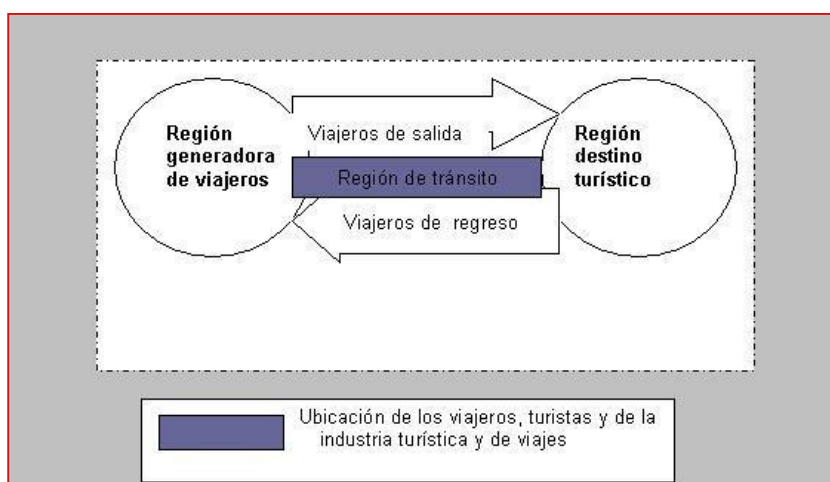 Región
generadora
de viajeros
Viajeros de salida
Región de tránsito
Viajeros de regreso
Región
destino
turístico
Ubicación de los viajeros, turistas y de la
industria turística y de viajes